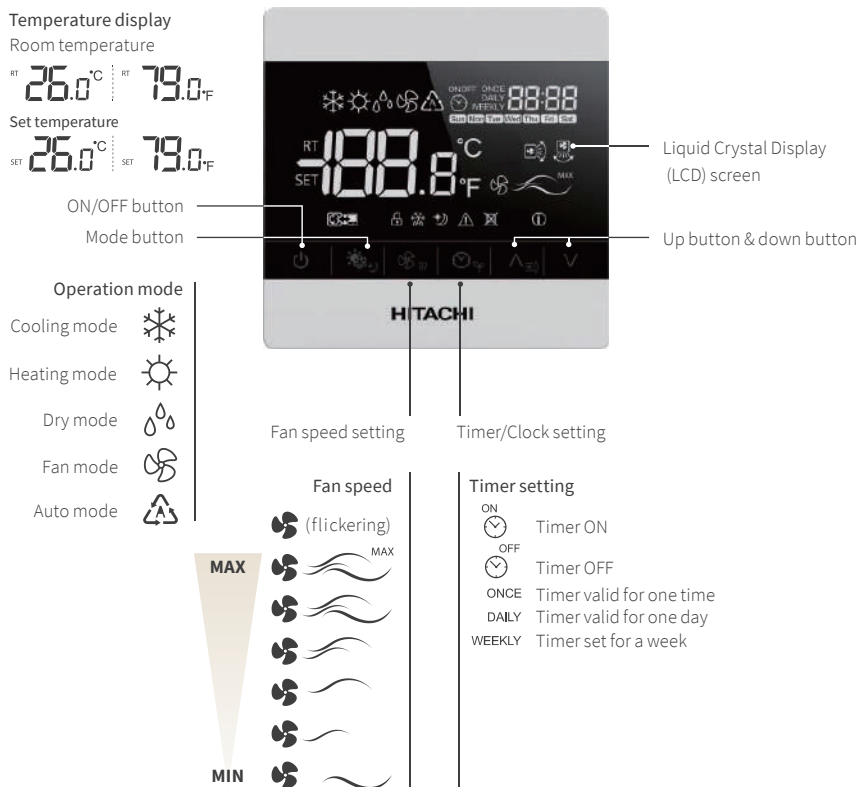 Temperature display
Room temperature
RT 26.0°C RT 79.0°F
Set temperature
SET 26.0°C SET 79.0°F
ON/OFF button
Mode button
ON OFF ONCE
DAILY
WEEKLY
88:88
Sun Mon Tue Wed Thu Fri Sat
RT
SET
188.8
°C
°F
MAX
HITACHI
Liquid Crystal Display
(LCD) screen
Up button & down button
Operation mode
Cooling mode
Heating mode
Dry mode
Fan mode
Auto mode
A
Fan speed setting
Timer/Clock setting
Fan speed
(flickering)
MAX
MAX
MIN
Timer setting
ON
Timer ON
OFF
Timer OFF
ONCE Timer valid for one time
DAILY Timer valid for one day
WEEKLY Timer set for a week